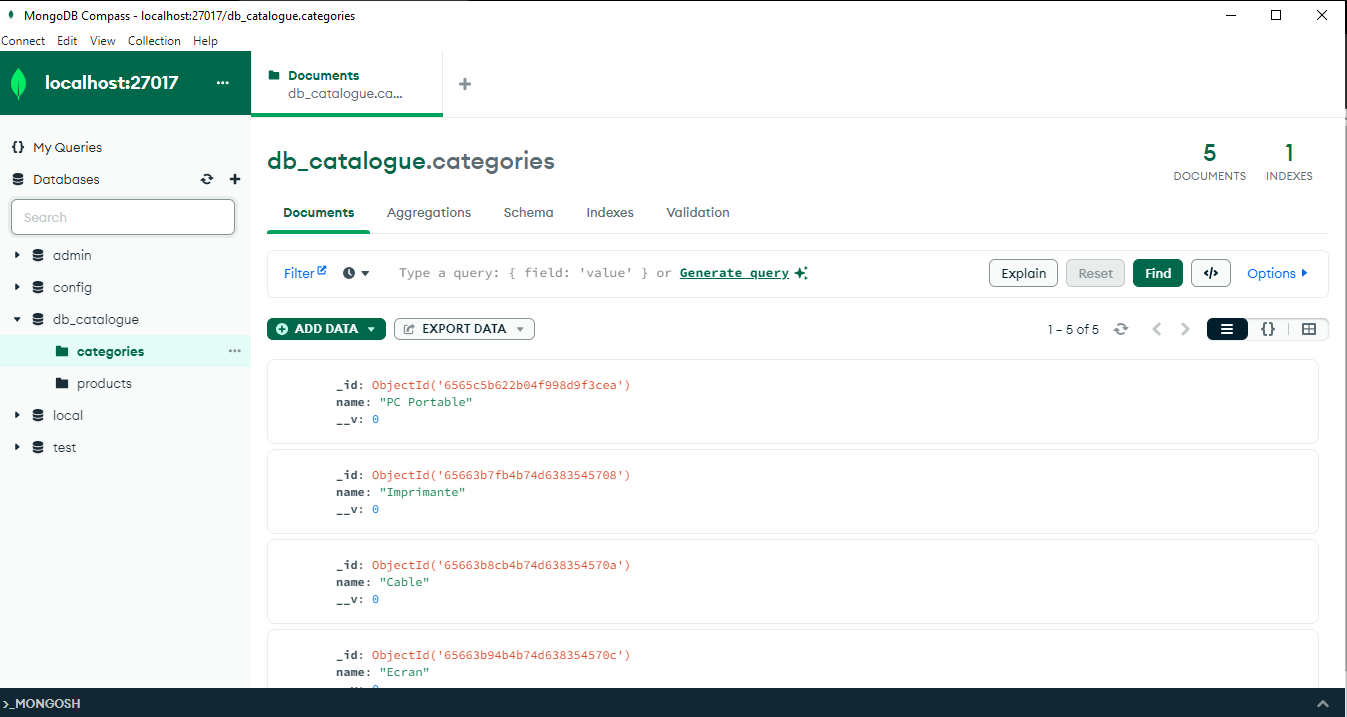 MongoDB Compass - localhost:27017/db_catalogue.categories
Connect Edit View Collection Help
localhost:27017 ...
Documents
db_catalogue.ca...
{} My Queries
Databases
Search
admin
config
db_catalogue
categories ...
products
local
test
db_catalogue.categories
5
DOCUMENTS
1
INDEXES
Documents Aggregations Schema Indexes Validation
Filter Type a query: { field: 'value' } or Generate query Explain Reset Find </> Options
ADD DATA EXPORT DATA 1 – 5 of 5 {}
_id: ObjectId('6565c5b622b04f998d9f3cea')
name: "PC Portable"
__v: 0
_id: ObjectId('65663b7fb4b74d6383545708')
name: "Imprimante"
__v: 0
_id: ObjectId('65663b8cb4b74d638354570a')
name: "Cable"
__v: 0
_id: ObjectId('65663b94b4b74d638354570c')
name: "Ecran"
>_MONGOSH